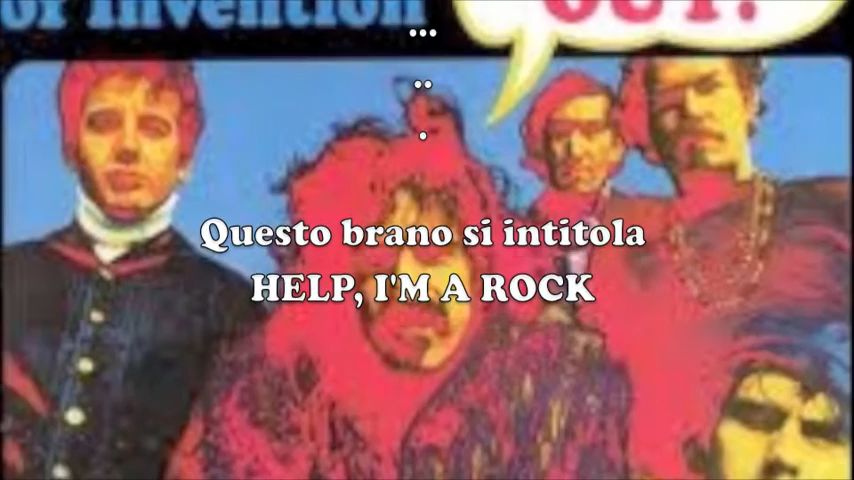 of Invention
OUT!
...
..
.
Questo brano si intitola
HELP, I'M A ROCK